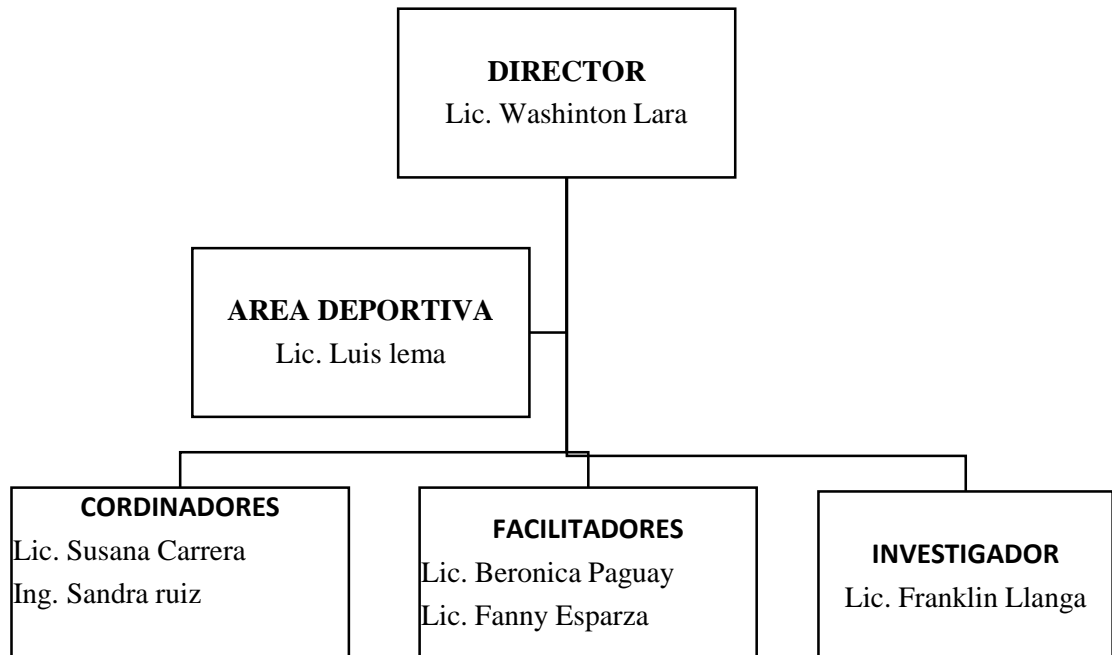 DIRECTOR
Lic. Washinton Lara
AREA DEPORTIVA
Lic. Luis lema
CORDINADORES
Lic. Susana Carrera
Ing. Sandra ruiz
FACILITADORES
Lic. Beronica Paguay
Lic. Fanny Esparza
INVESTIGADOR
Lic. Franklin Llanga